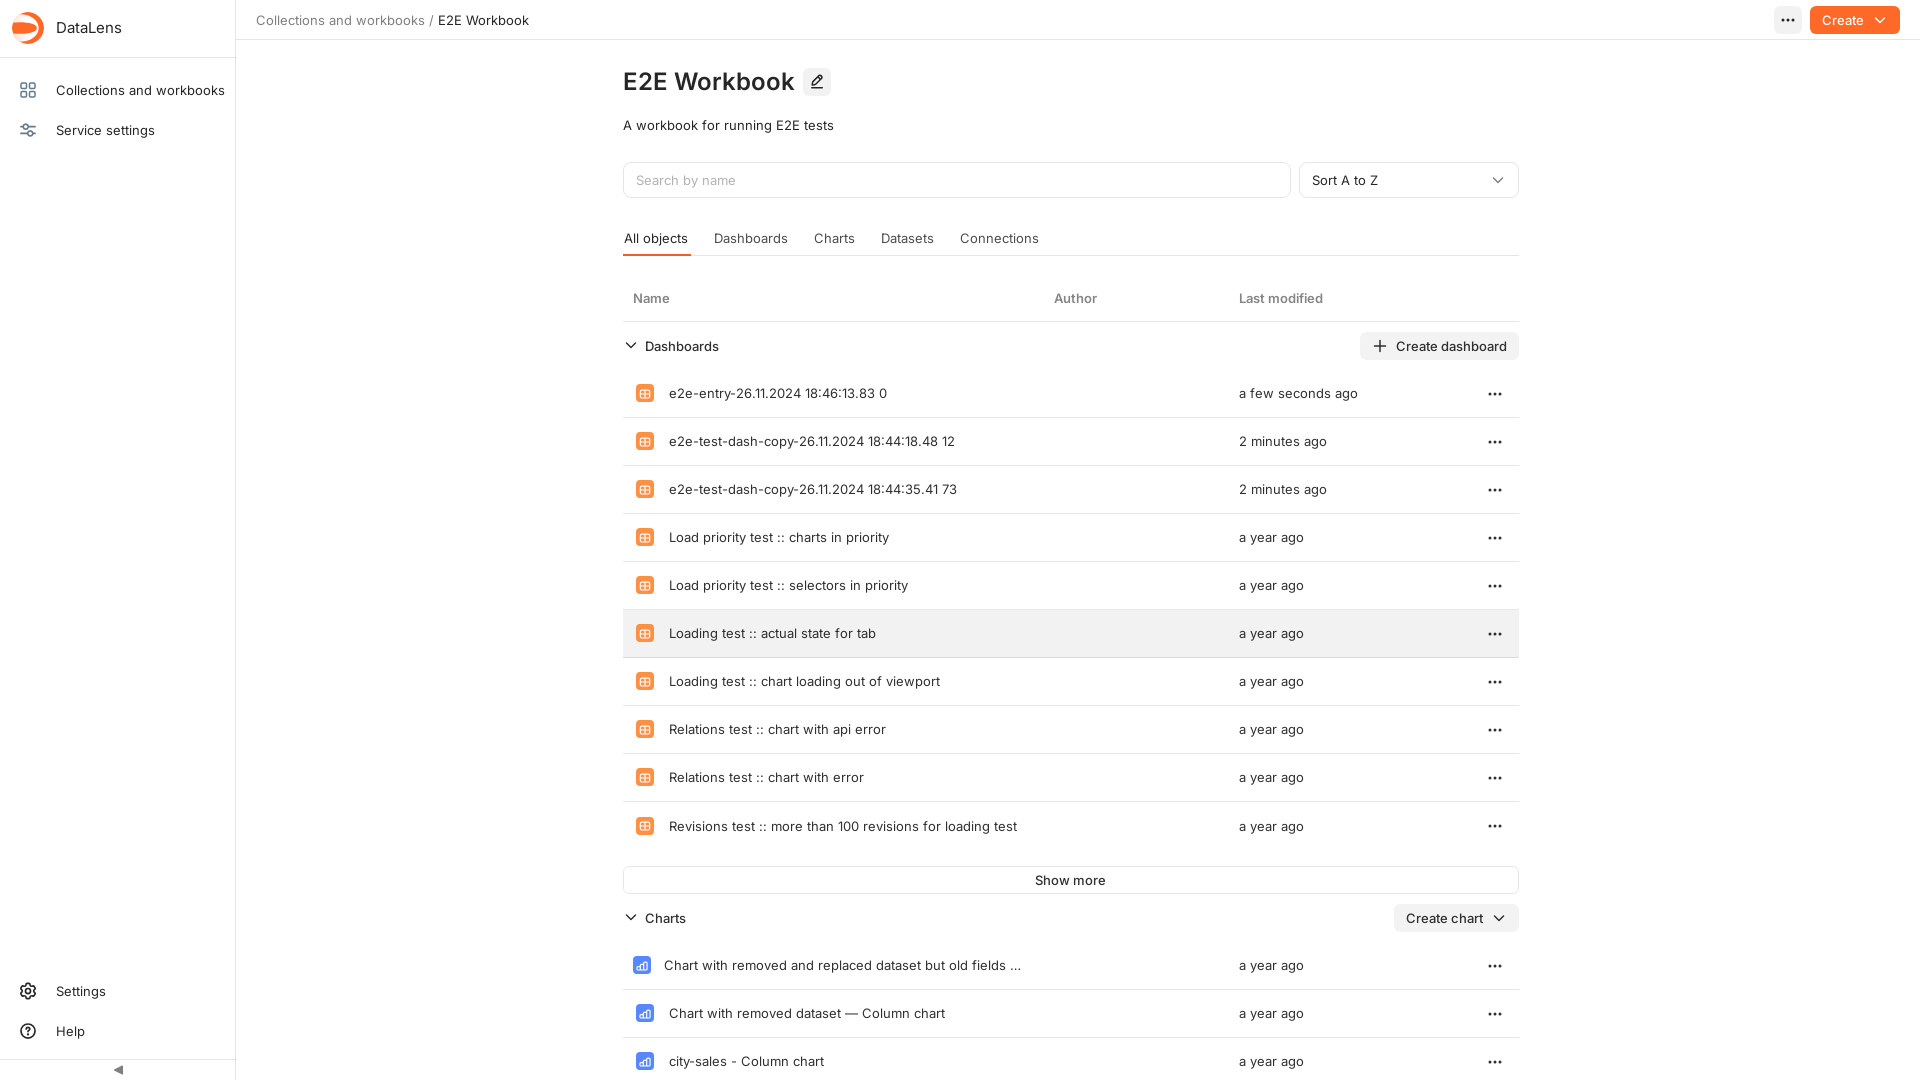 DataLens
Collections and workbooks / E2E Workbook
Create
Collections and workbooks
Service settings
E2E Workbook
A workbook for running E2E tests
Search by name
Sort A to Z
All objects Dashboards Charts Datasets Connections
Name Author Last modified
Dashboards Create dashboard
e2e-entry-26.11.2024 18:46:13.83 0 a few seconds ago
e2e-test-dash-copy-26.11.2024 18:44:18.48 12 2 minutes ago
e2e-test-dash-copy-26.11.2024 18:44:35.41 73 2 minutes ago
Load priority test :: charts in priority a year ago
Load priority test :: selectors in priority a year ago
Loading test :: actual state for tab a year ago
Loading test :: chart loading out of viewport a year ago
Relations test :: chart with api error a year ago
Relations test :: chart with error a year ago
Revisions test :: more than 100 revisions for loading test a year ago
Show more
Charts Create chart
Chart with removed and replaced dataset but old fields ... a year ago
Chart with removed dataset — Column chart a year ago
city-sales - Column chart a year ago
Settings
Help